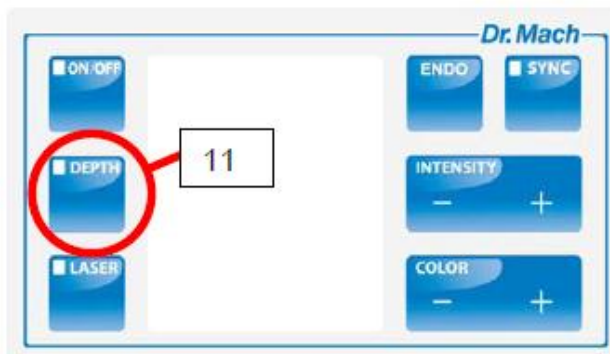 Dr. Mach
ON/OFF
ENDO
SYNC
DEPTH
11
INTENSITY
- +
LASER
COLOR
- +